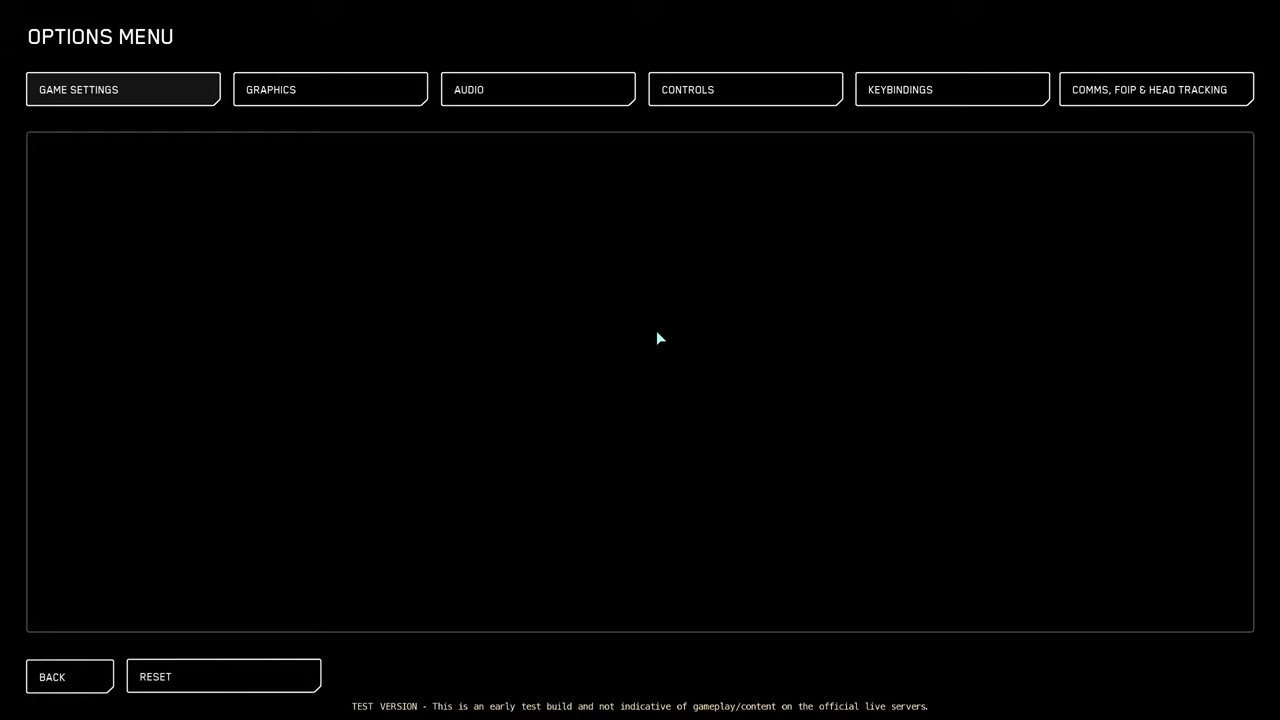 OPTIONS MENU
GAME SETTINGS
GRAPHICS
AUDIO
CONTROLS
KEYBINDINGS
COMMS, FOIP & HEAD TRACKING
BACK
RESET
TEST VERSION - This is an early test build and not indicative of gameplay/content on the official live servers.